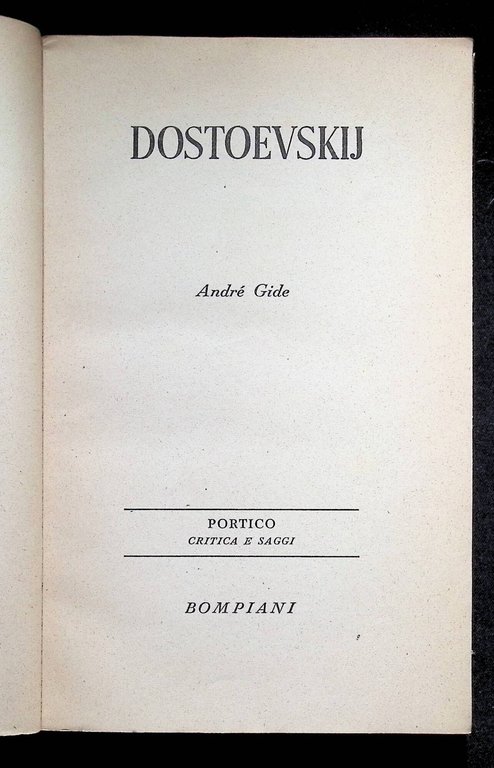 DOSTOEVSKIJ
André Gide
PORTICO
CRITICA E SAGGI
BOMPIANI